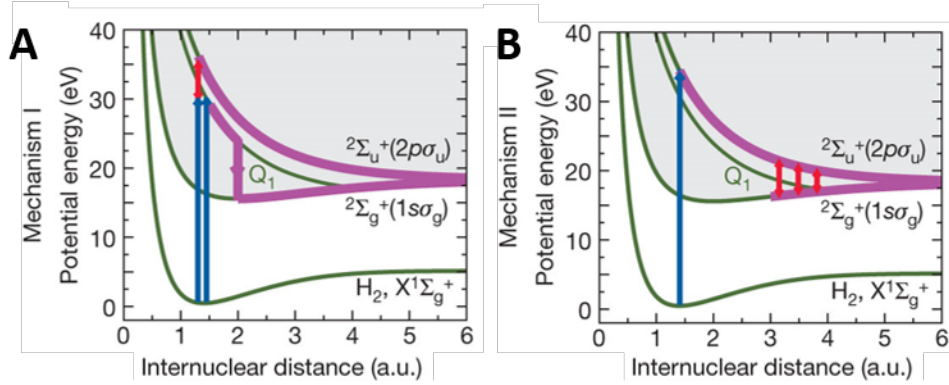 A
Mechanism I
Potential energy (eV)
40
30
20
10
0
²Σᵤ⁺(2pσᵤ)
Q₁
²Σg⁺(1sσg)
H₂, X¹Σg⁺
0 1 2 3 4 5 6
Internuclear distance (a.u.)
B
Mechanism II
Potential energy (eV)
40
30
20
10
0
²Σᵤ⁺(2pσᵤ)
Q₁
²Σg⁺(1sσg)
H₂, X¹Σg⁺
0 1 2 3 4 5 6
Internuclear distance (a.u.)